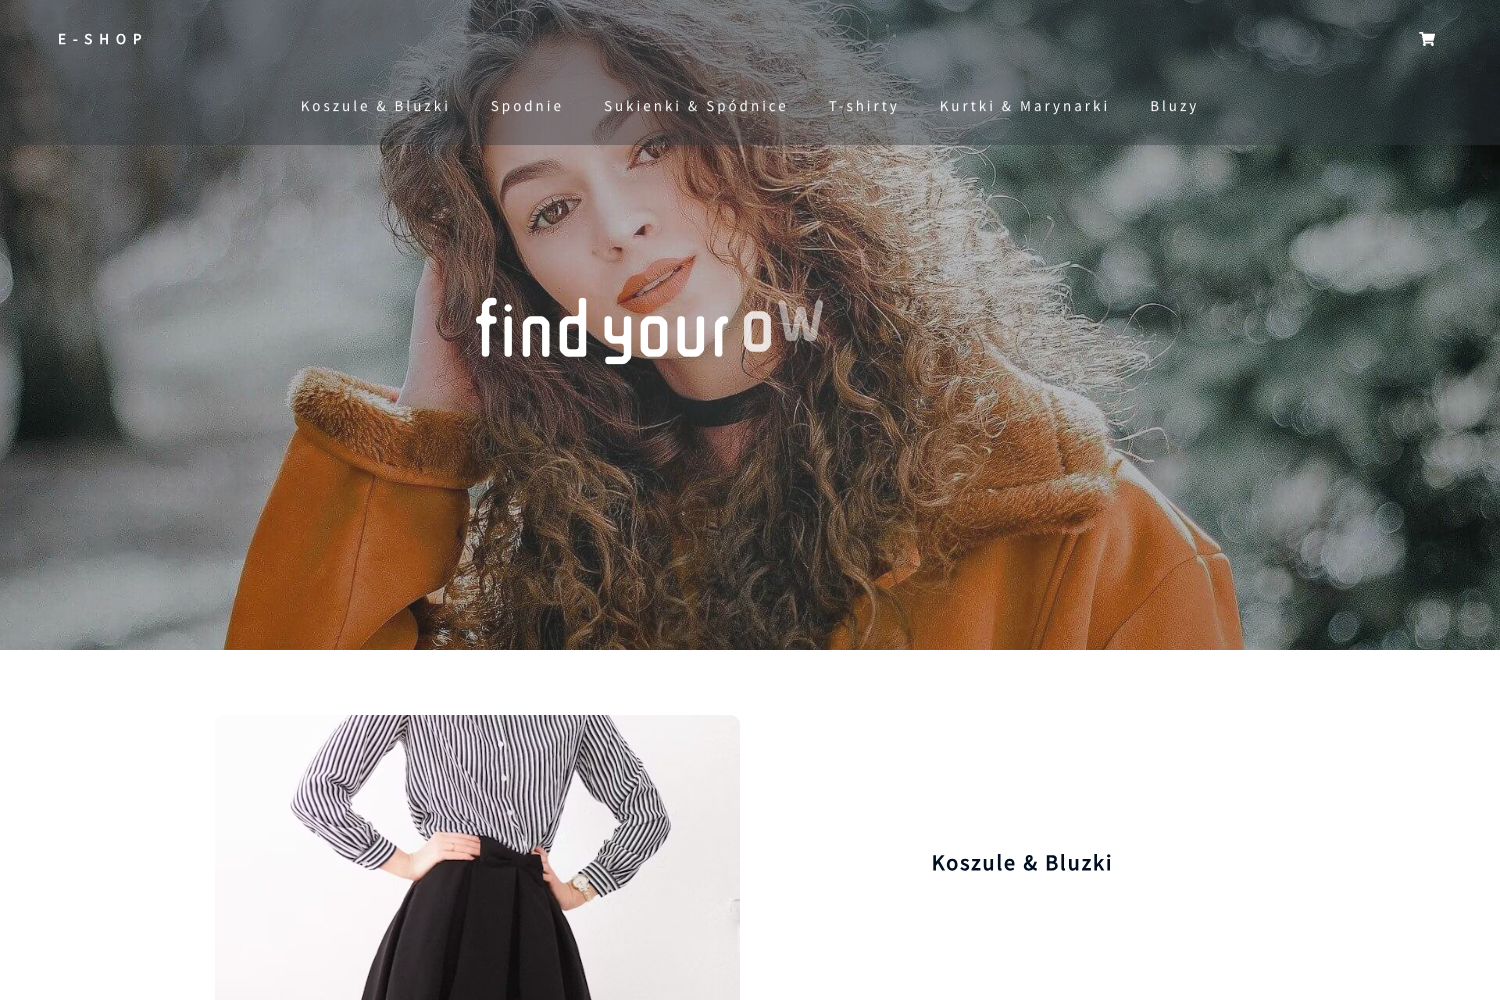 E-SHOP
Koszule & Bluzki Spodnie Sukienki & Spódnice T-shirty Kurtki & Marynarki Bluzy
find your ow
Koszule & Bluzki